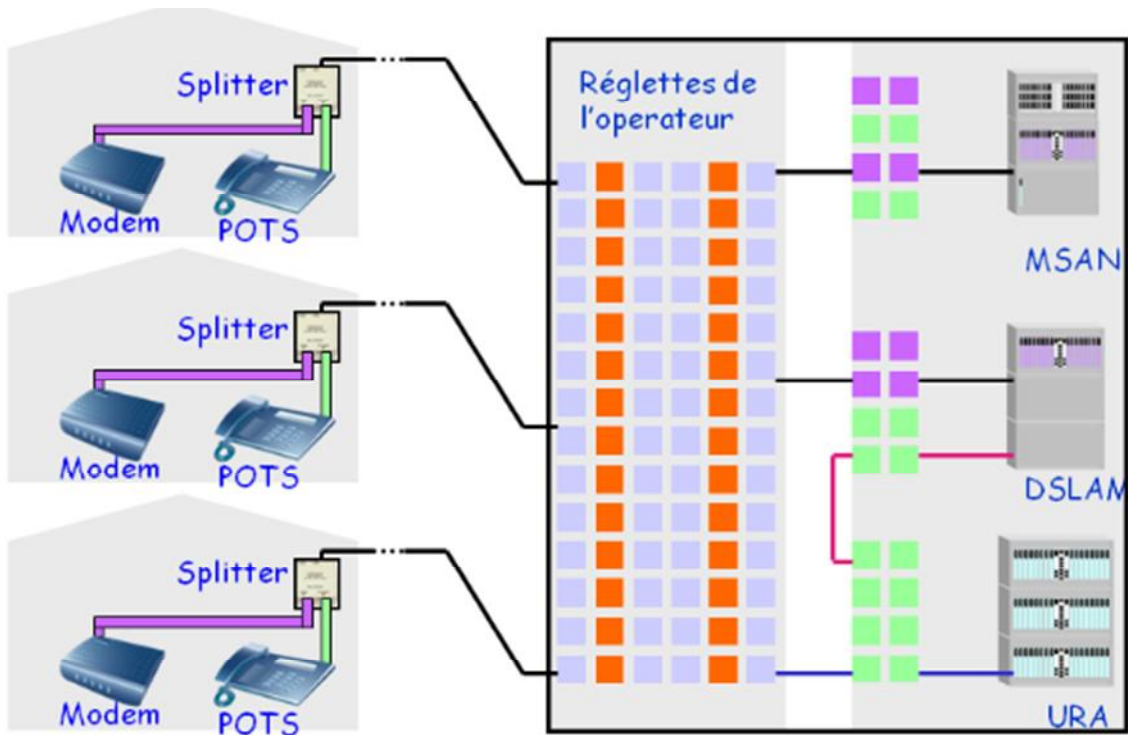 Splitter
Modem
POTS
Splitter
Modem
POTS
Splitter
Modem
POTS
Réglettes de
l'operateur
MSAN
DSLAM
URA